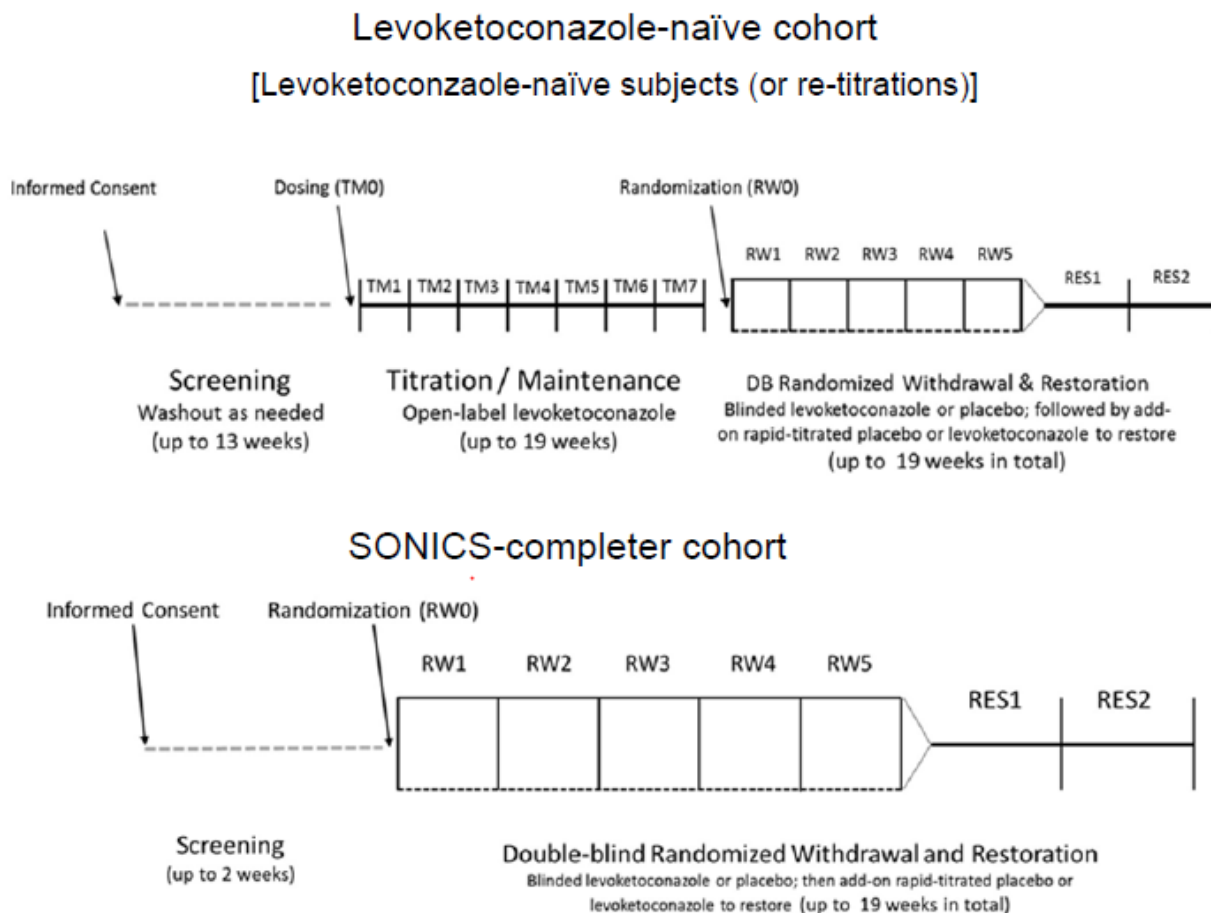 Levoketoconazole-naïve cohort
[Levoketoconzaole-naïve subjects (or re-titrations)]
Informed Consent
Dosing (TM0)
Randomization (RW0)
TM1 TM2 TM3 TM4 TM5 TM6 TM7
RW1 RW2 RW3 RW4 RW5
RES1 RES2
Screening
Washout as needed
(up to 13 weeks)
Titration / Maintenance
Open-label levoketoconazole
(up to 19 weeks)
DB Randomized Withdrawal & Restoration
Blinded levoketoconazole or placebo; followed by add-
on rapid-titrated placebo or levoketoconazole to restore
(up to 19 weeks in total)
SONICS-completer cohort
Informed Consent
Randomization (RW0)
RW1 RW2 RW3 RW4 RW5
RES1 RES2
Screening
(up to 2 weeks)
Double-blind Randomized Withdrawal and Restoration
Blinded levoketoconazole or placebo; then add-on rapid-titrated placebo or
levoketoconazole to restore (up to 19 weeks in total)